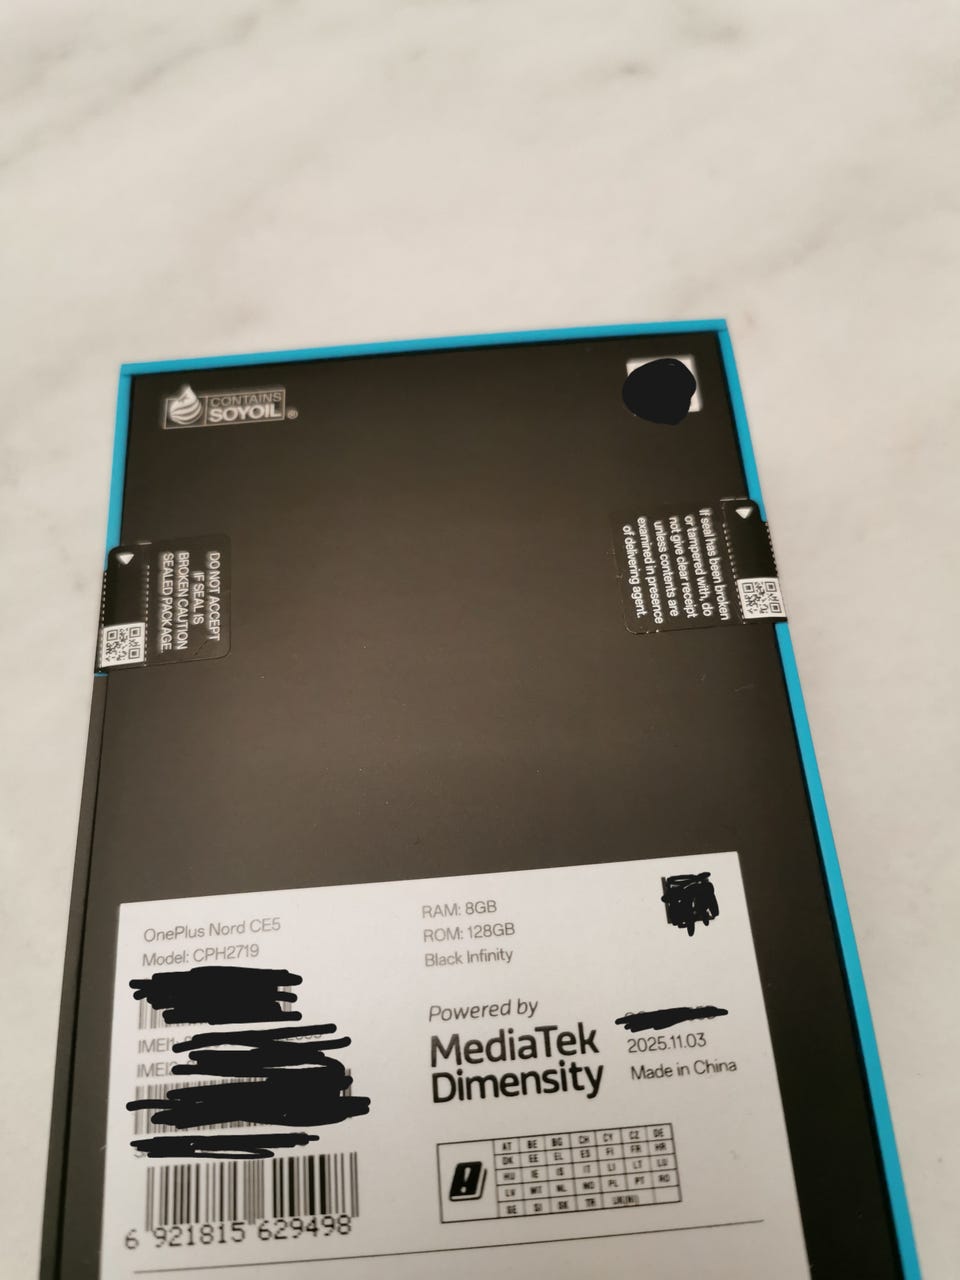 CONTAINS
SOYOIL®
DO NOT ACCEPT
IF SEAL IS
BROKEN CAUTION
SEALED PACKAGE.
If seal has been broken
or tampered with, do
not give clear receipt
unless contents are
examined in presence
of delivering agent.
OnePlus Nord CE5
Model: CPH2719
IMEI1:
IMEI2:
6 921815 629498
RAM: 8GB
ROM: 128GB
Black Infinity
Powered by
MediaTek
Dimensity
2025.11.03
Made in China
AT BE BG CH CY CZ DE
DK EE EL ES FI FR HR
HU IE IS IT LI LT LU
LV MT NL NO PL PT RO
SE SI SK TR UK(NI)